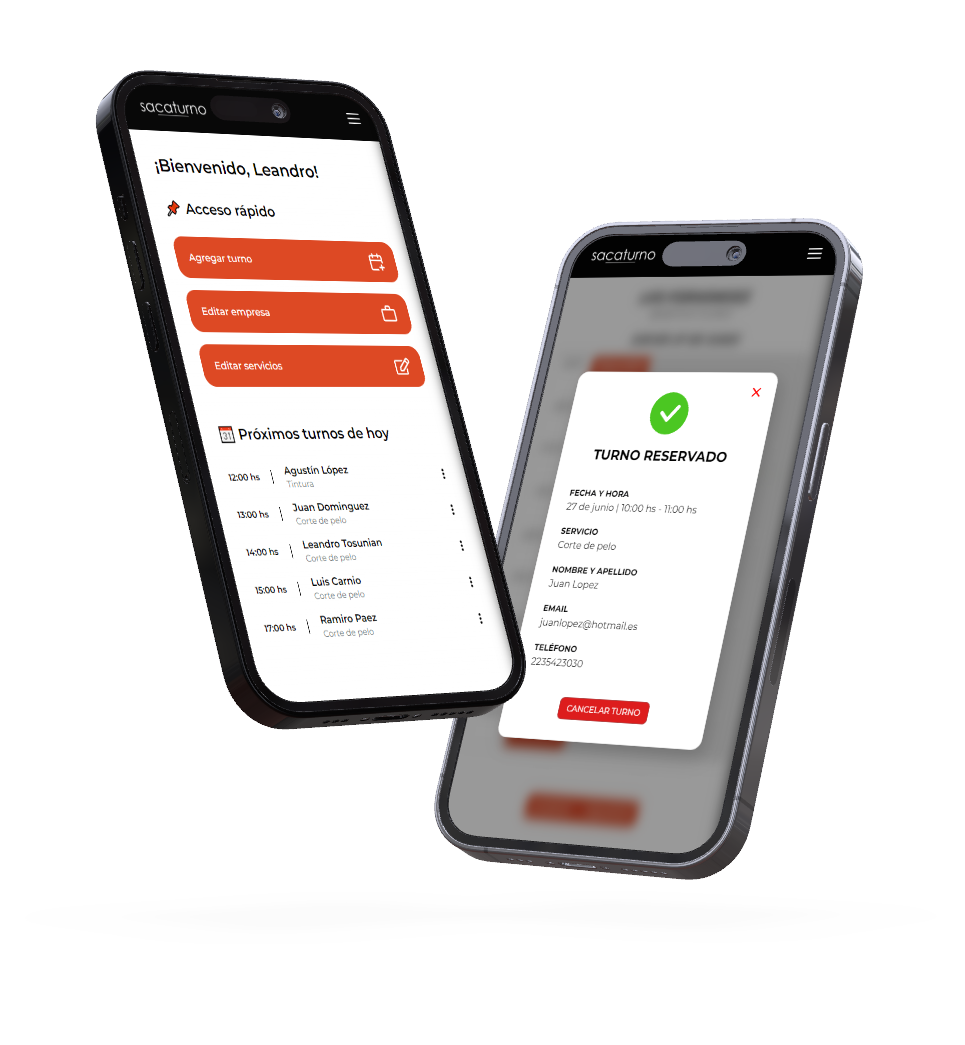 sacaturno
¡Bienvenido, Leandro!
Acceso rápido
Agregar turno
Editar empresa
Editar servicios
31 Próximos turnos de hoy
12:00 hs Agustín López
Tintura
13:00 hs Juan Dominguez
Corte de pelo
14:00 hs Leandro Tosunian
Corte de pelo
15:00 hs Luis Carnio
Corte de pelo
17:00 hs Ramiro Paez
Corte de pelo
sacaturno
TURNO RESERVADO
FECHA Y HORA
27 de junio | 10:00 hs - 11:00 hs
SERVICIO
Corte de pelo
NOMBRE Y APELLIDO
Juan Lopez
EMAIL
juanlopez@hotmail.es
TELÉFONO
2235423030
CANCELAR TURNO